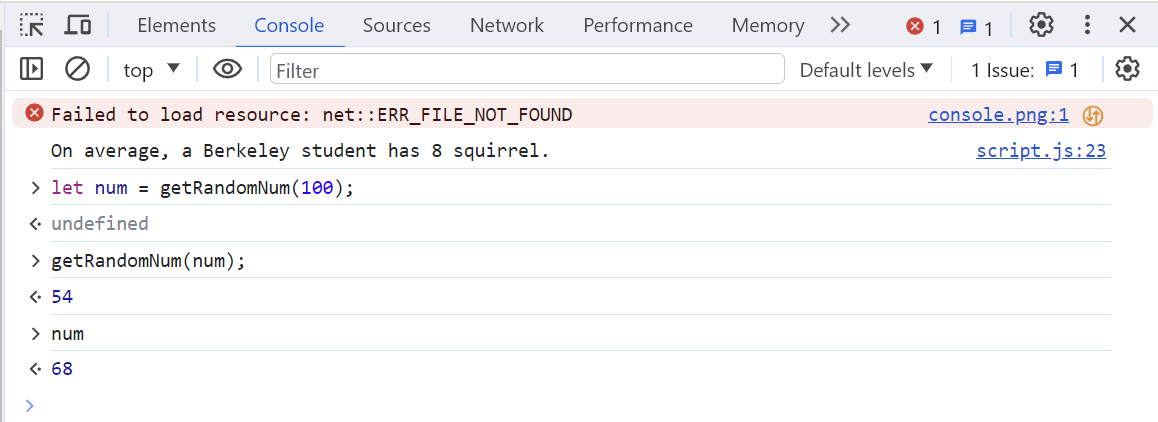 Elements Console Sources Network Performance Memory 1 1
top Filter Default levels 1 Issue: 1
Failed to load resource: net::ERR_FILE_NOT_FOUND console.png:1
On average, a Berkeley student has 8 squirrel. script.js:23
let num = getRandomNum(100);
undefined
getRandomNum(num);
54
num
68